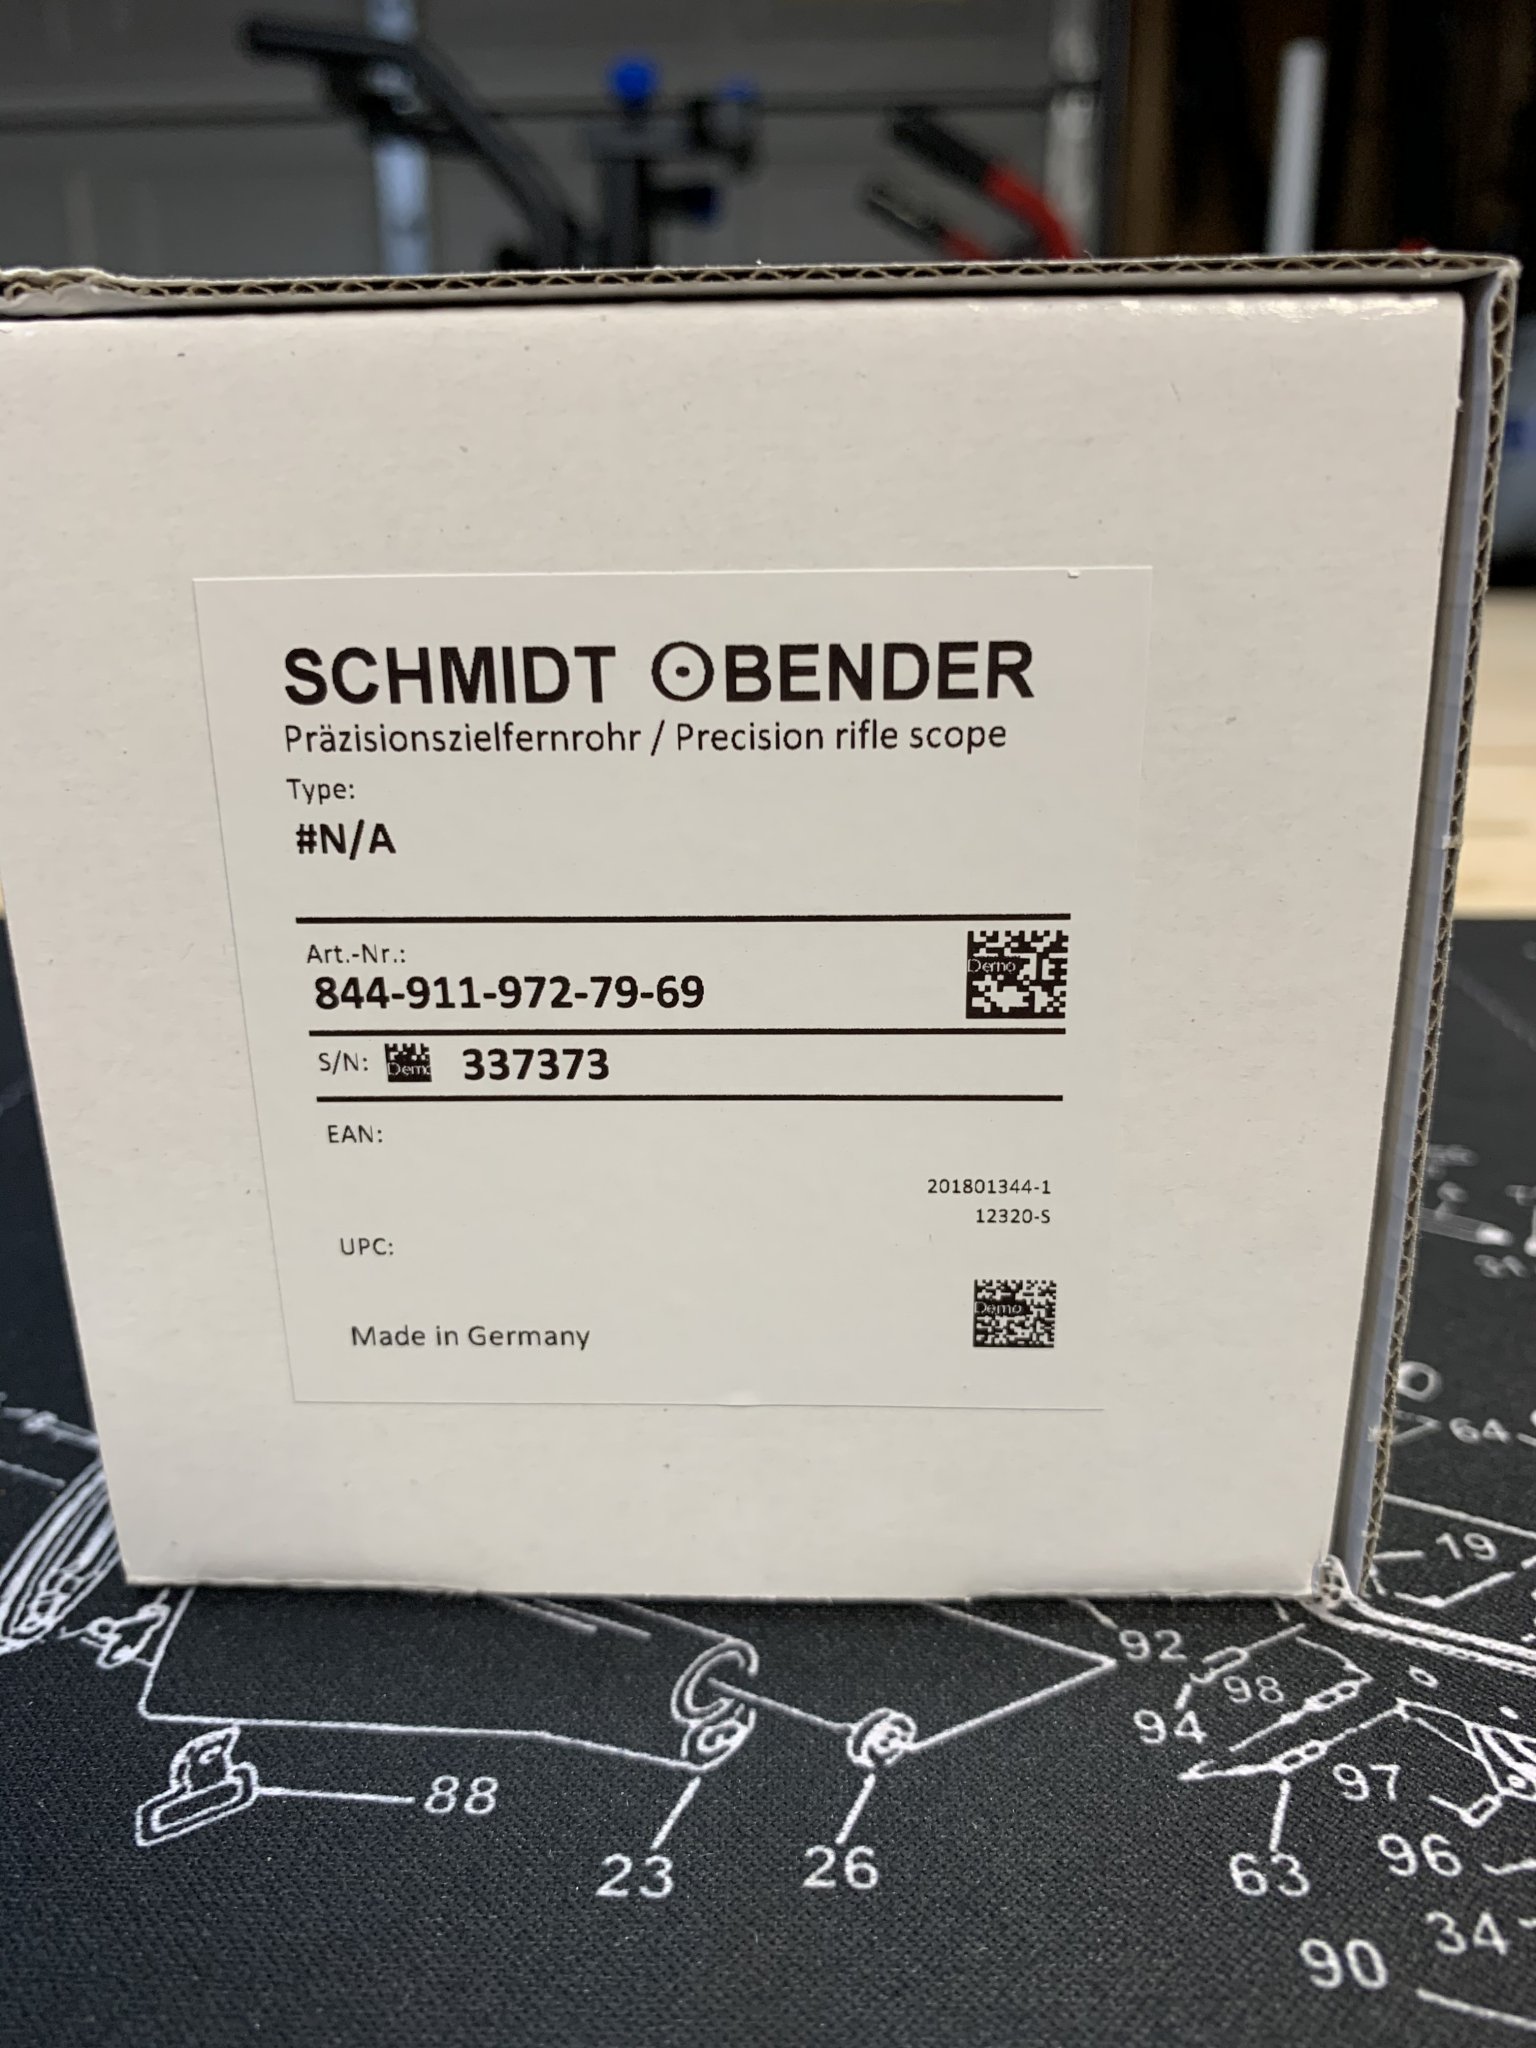 SCHMIDT BENDER
Präzisionszielfernrohr / Precision rifle scope
Type:
#N/A
Art.-Nr.:
844-911-972-79-69
Demo
S/N: Demo 337373
EAN:
201801344-1
12320-S
UPC:
Demo
Made in Germany
64
19
92
98
94
88
97
23
26
63
96
34
90